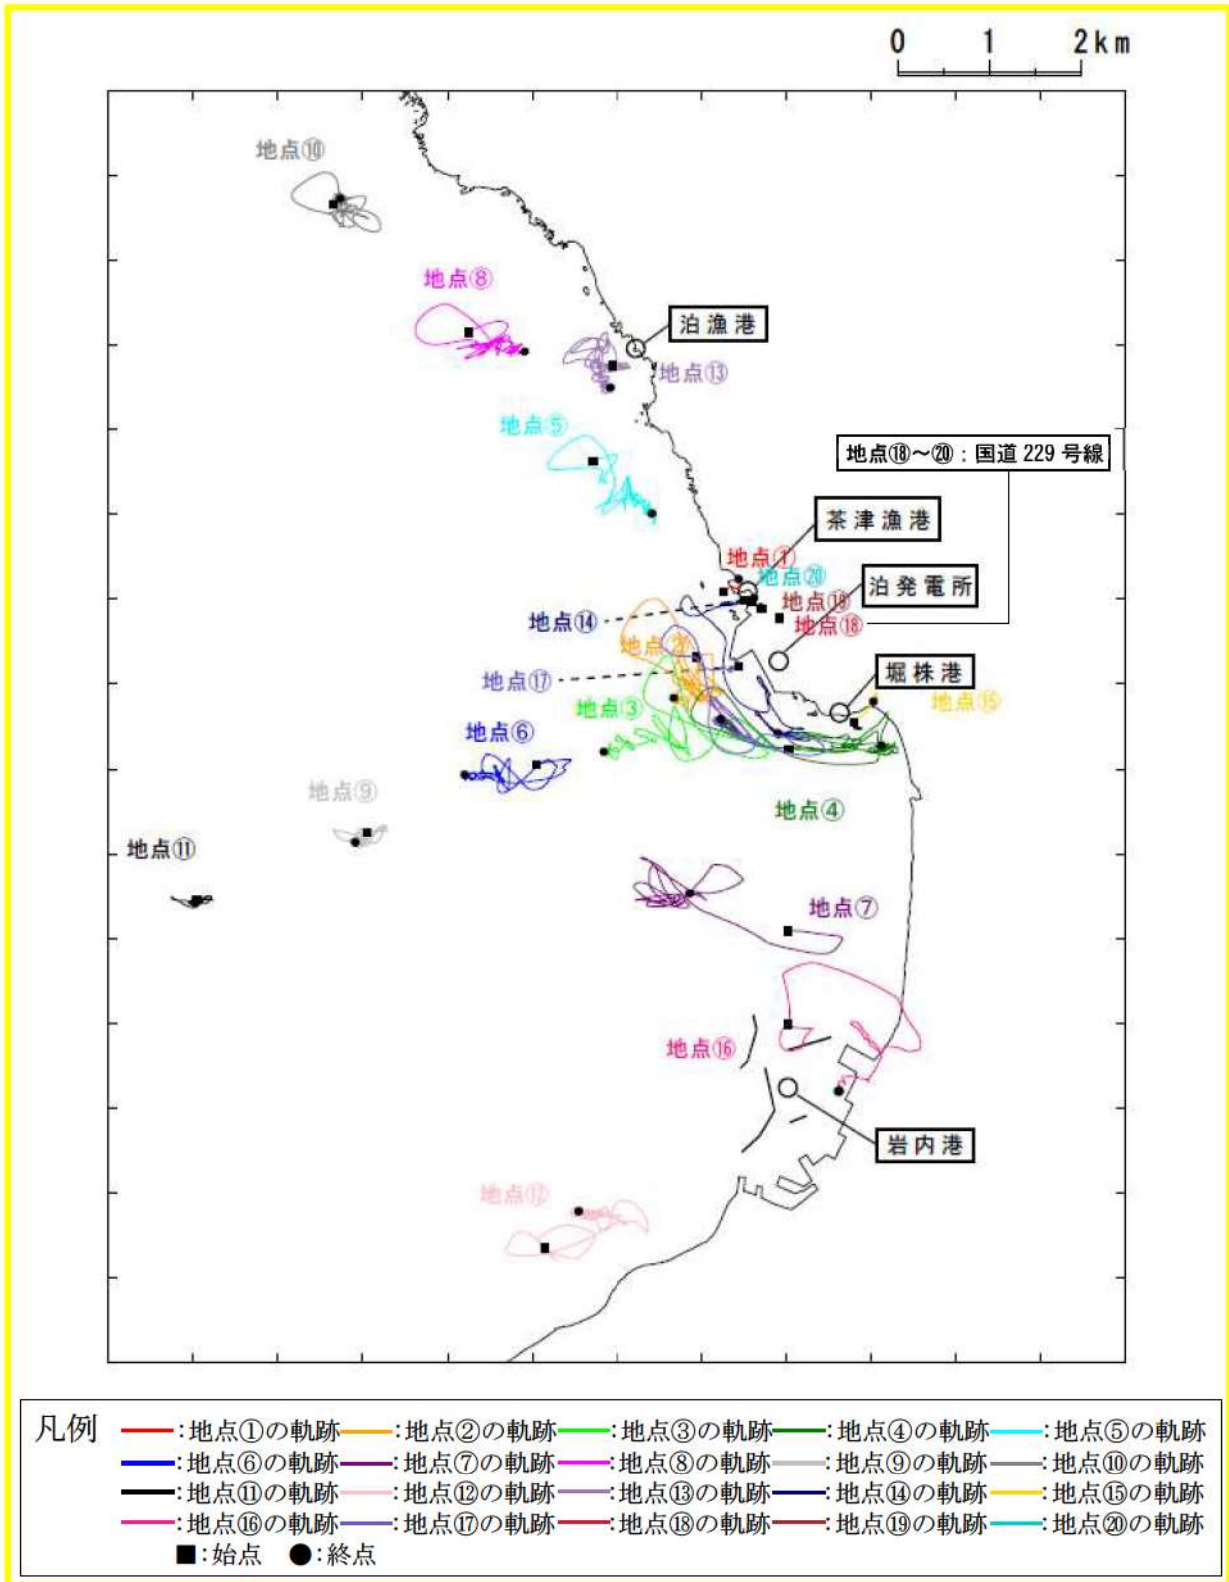 0 1 2km
地点⑩
地点⑧
泊漁港
地点⑬
地点⑤
地点⑱~⑳:国道229号線
茶津漁港
地点①
地点⑳
泊発電所
地点⑲
地点⑭
地点⑱
地点②
堀株港
地点⑰
地点③
地点⑮
地点⑥
地点⑨
地点④
地点⑪
地点⑦
地点⑯
岩内港
地点⑫
凡例
:地点①の軌跡 :地点②の軌跡 :地点③の軌跡 :地点④の軌跡 :地点⑤の軌跡
:地点⑥の軌跡 :地点⑦の軌跡 :地点⑧の軌跡 :地点⑨の軌跡 :地点⑩の軌跡
:地点⑪の軌跡 :地点⑫の軌跡 :地点⑬の軌跡 :地点⑭の軌跡 :地点⑮の軌跡
:地点⑯の軌跡 :地点⑰の軌跡 :地点⑱の軌跡 :地点⑲の軌跡 :地点⑳の軌跡
■:始点 ●:終点